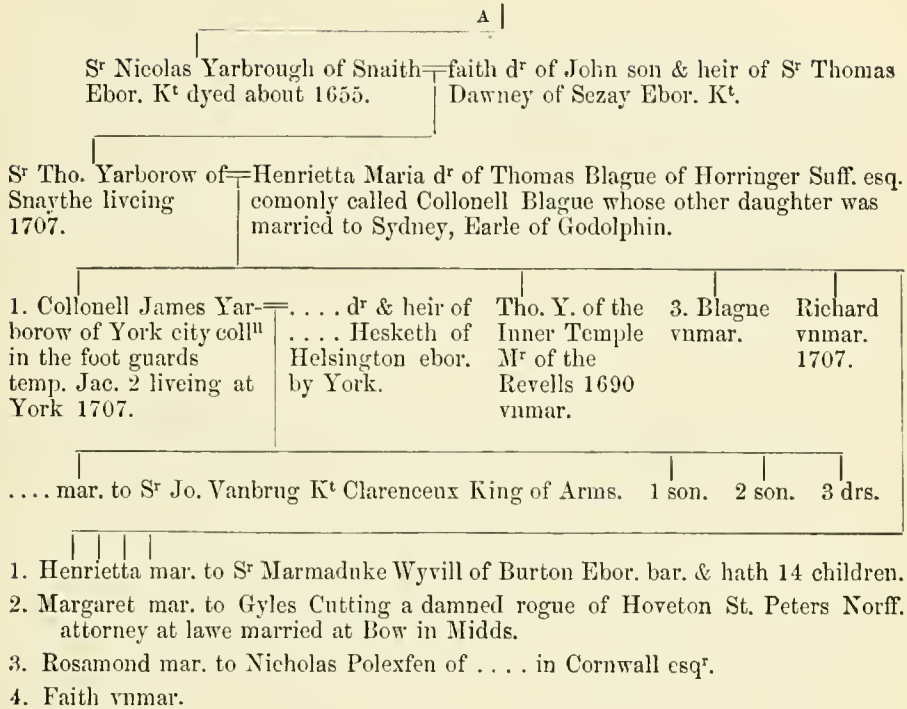 A
Sʳ Nicolas Yarbrough of Snaith=faith dʳ of John son & heir of Sʳ Thomas
Ebor. Kᵗ dyed about 1655. Dawney of Sezay Ebor. Kᵗ.
Sʳ Tho. Yarborow of=Henrietta Maria dʳ of Thomas Blague of Horringer Suff. esq.
Snaythe liveing comonly called Collonell Blague whose other daughter was
1707. married to Sydney, Earle of Godolphin.
1. Collonell James Yar-=. . . . dʳ & heir of
borow of York city collⁿ . . . . Hesketh of
in the foot guards Helsington ebor.
temp. Jac. 2 liveing at by York.
York 1707.
Tho. Y. of the
Inner Temple
Mʳ of the
Revells 1690
vnmar.
3. Blague
vnmar.
Richard
vnmar.
1707.
. . . . mar. to Sʳ Jo. Vanbrug Kᵗ Clarenceux King of Arms. 1 son. 2 son. 3 drs.
1. Henrietta mar. to Sʳ Marmaduke Wyvill of Burton Ebor. bar. & hath 14 children.
2. Margaret mar. to Gyles Cutting a damned rogue of Hoveton St. Peters Norff.
attorney at lawe married at Bow in Midds.
3. Rosamond mar. to Nicholas Polexfen of . . . . in Cornwall esqʳ.
4. Faith vnmar.